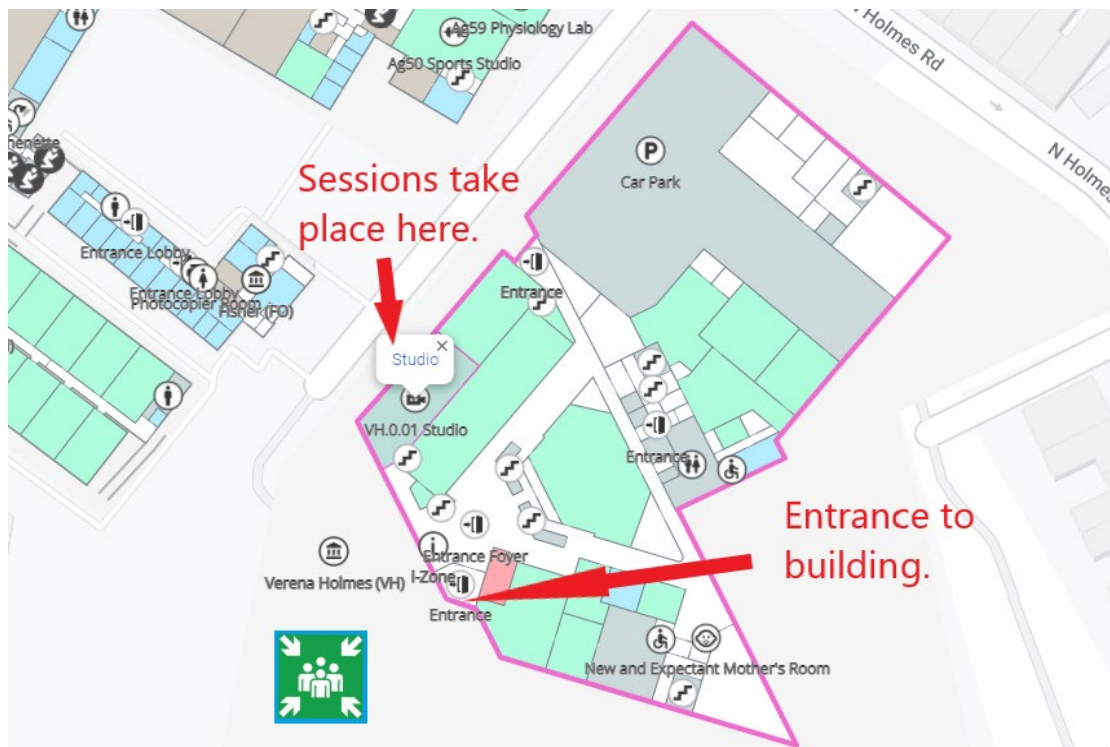 Ag59 Physiology Lab
Ag50 Sports Studio
N Holmes Rd
N Holmes
P
Car Park
Sessions take
place here.
Entrance Lobby
Entrance Lobby
Photocopier Room
Fisher (FO)
Entrance
Studio
VH.0.01 Studio
Entrance
Entrance to
building.
Entrance Foyer
i
I-Zone
Verena Holmes (VH)
Entrance
New and Expectant Mother's Room